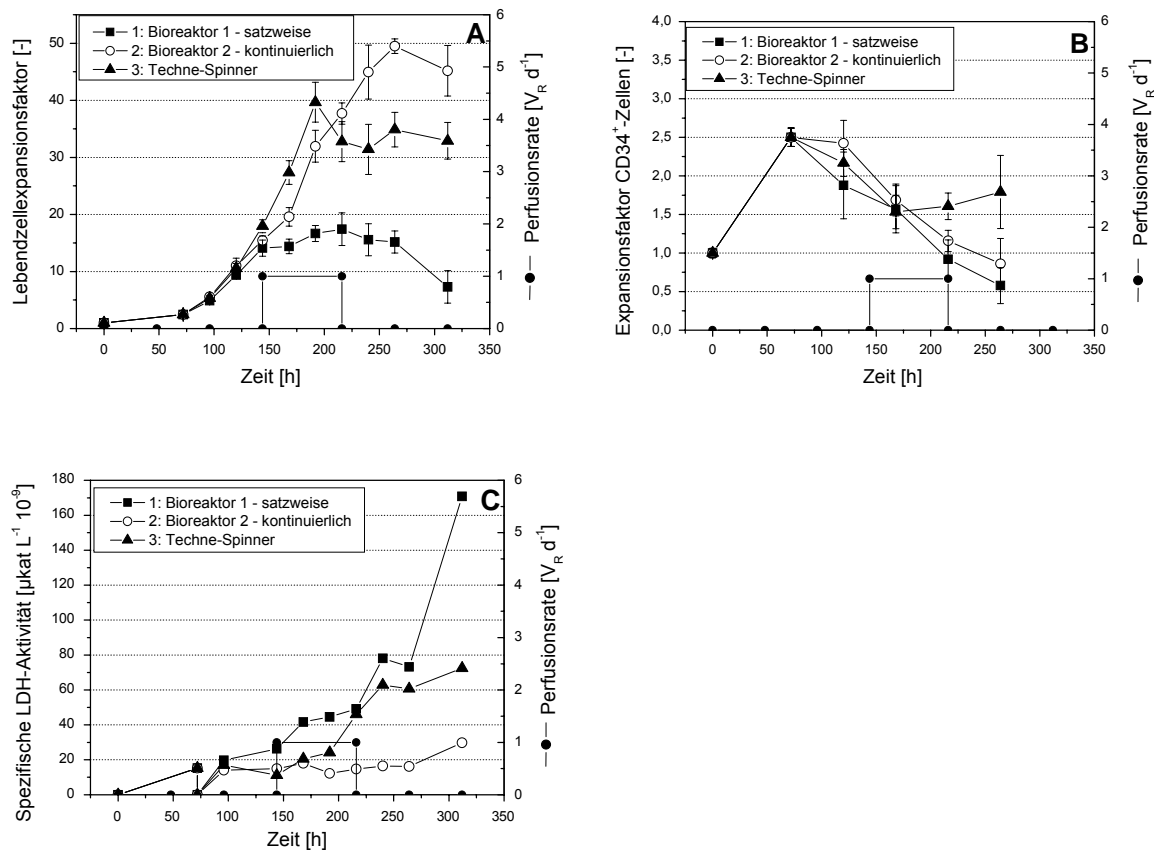 A
1: Bioreaktor 1 - satzweise
2: Bioreaktor 2 - kontinuierlich
3: Techne-Spinner
Lebendzellexpansionsfaktor [-]
50
40
30
20
10
0
6
5
4
3
2
1
0
Perfusionsrate [V_R d⁻¹]
0 50 100 150 200 250 300 350
Zeit [h]
B
1: Bioreaktor 1 - satzweise
2: Bioreaktor 2 - kontinuierlich
3: Techne-Spinner
Expansionsfaktor CD34⁺-Zellen [-]
4,0
3,5
3,0
2,5
2,0
1,5
1,0
0,5
0,0
6
5
4
3
2
1
0
Perfusionsrate [V_R d⁻¹]
0 50 100 150 200 250 300 350
Zeit [h]
C
1: Bioreaktor 1 - satzweise
2: Bioreaktor 2 - kontinuierlich
3: Techne-Spinner
Spezifische LDH-Aktivität [µkat L⁻¹ 10⁻⁹]
180
160
140
120
100
80
60
40
20
0
6
5
4
3
2
1
0
Perfusionsrate [V_R d⁻¹]
0 50 100 150 200 250 300 350
Zeit [h]